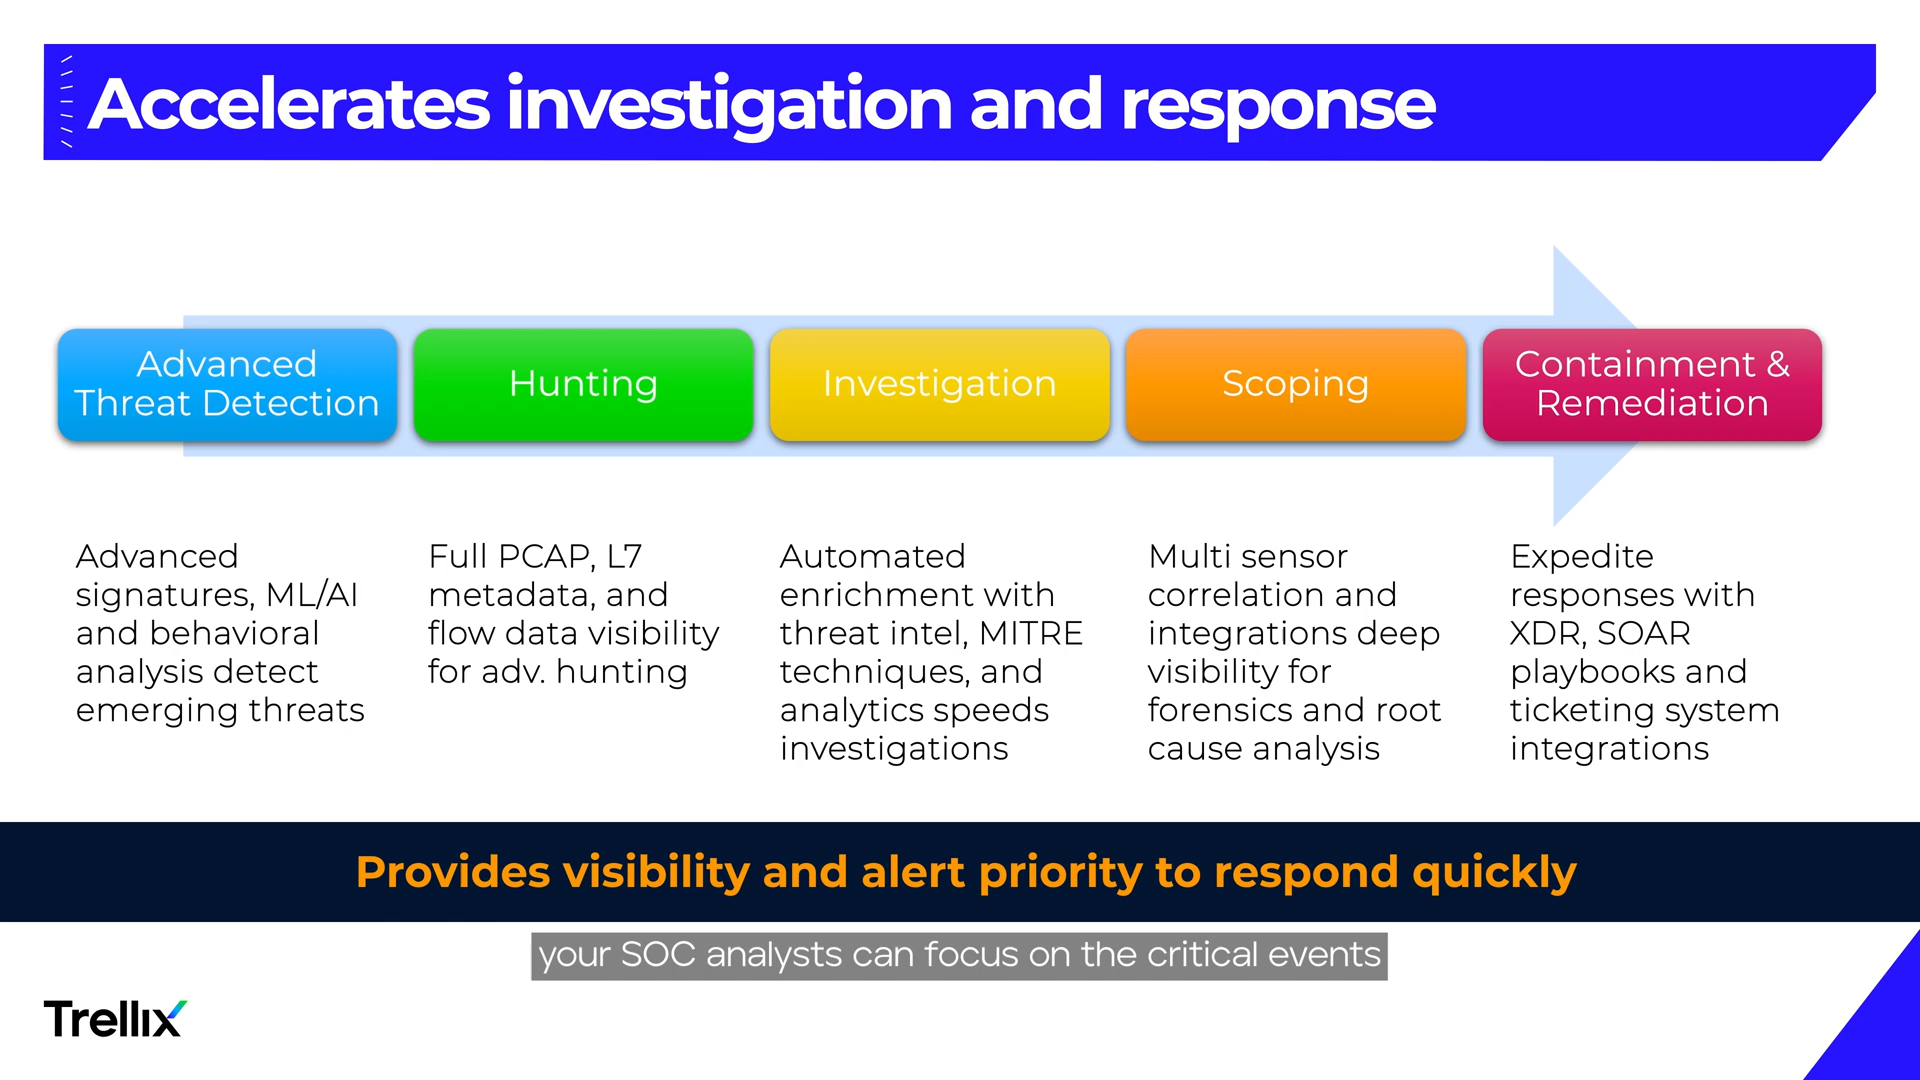 Accelerates investigation and response
Advanced
Threat Detection
Hunting
Investigation
Scoping
Containment &
Remediation
Advanced
signatures, ML/AI
and behavioral
analysis detect
emerging threats
Full PCAP, L7
metadata, and
flow data visibility
for adv. hunting
Automated
enrichment with
threat intel, MITRE
techniques, and
analytics speeds
investigations
Multi sensor
correlation and
integrations deep
visibility for
forensics and root
cause analysis
Expedite
responses with
XDR, SOAR
playbooks and
ticketing system
integrations
Provides visibility and alert priority to respond quickly
your SOC analysts can focus on the critical events
Trellix